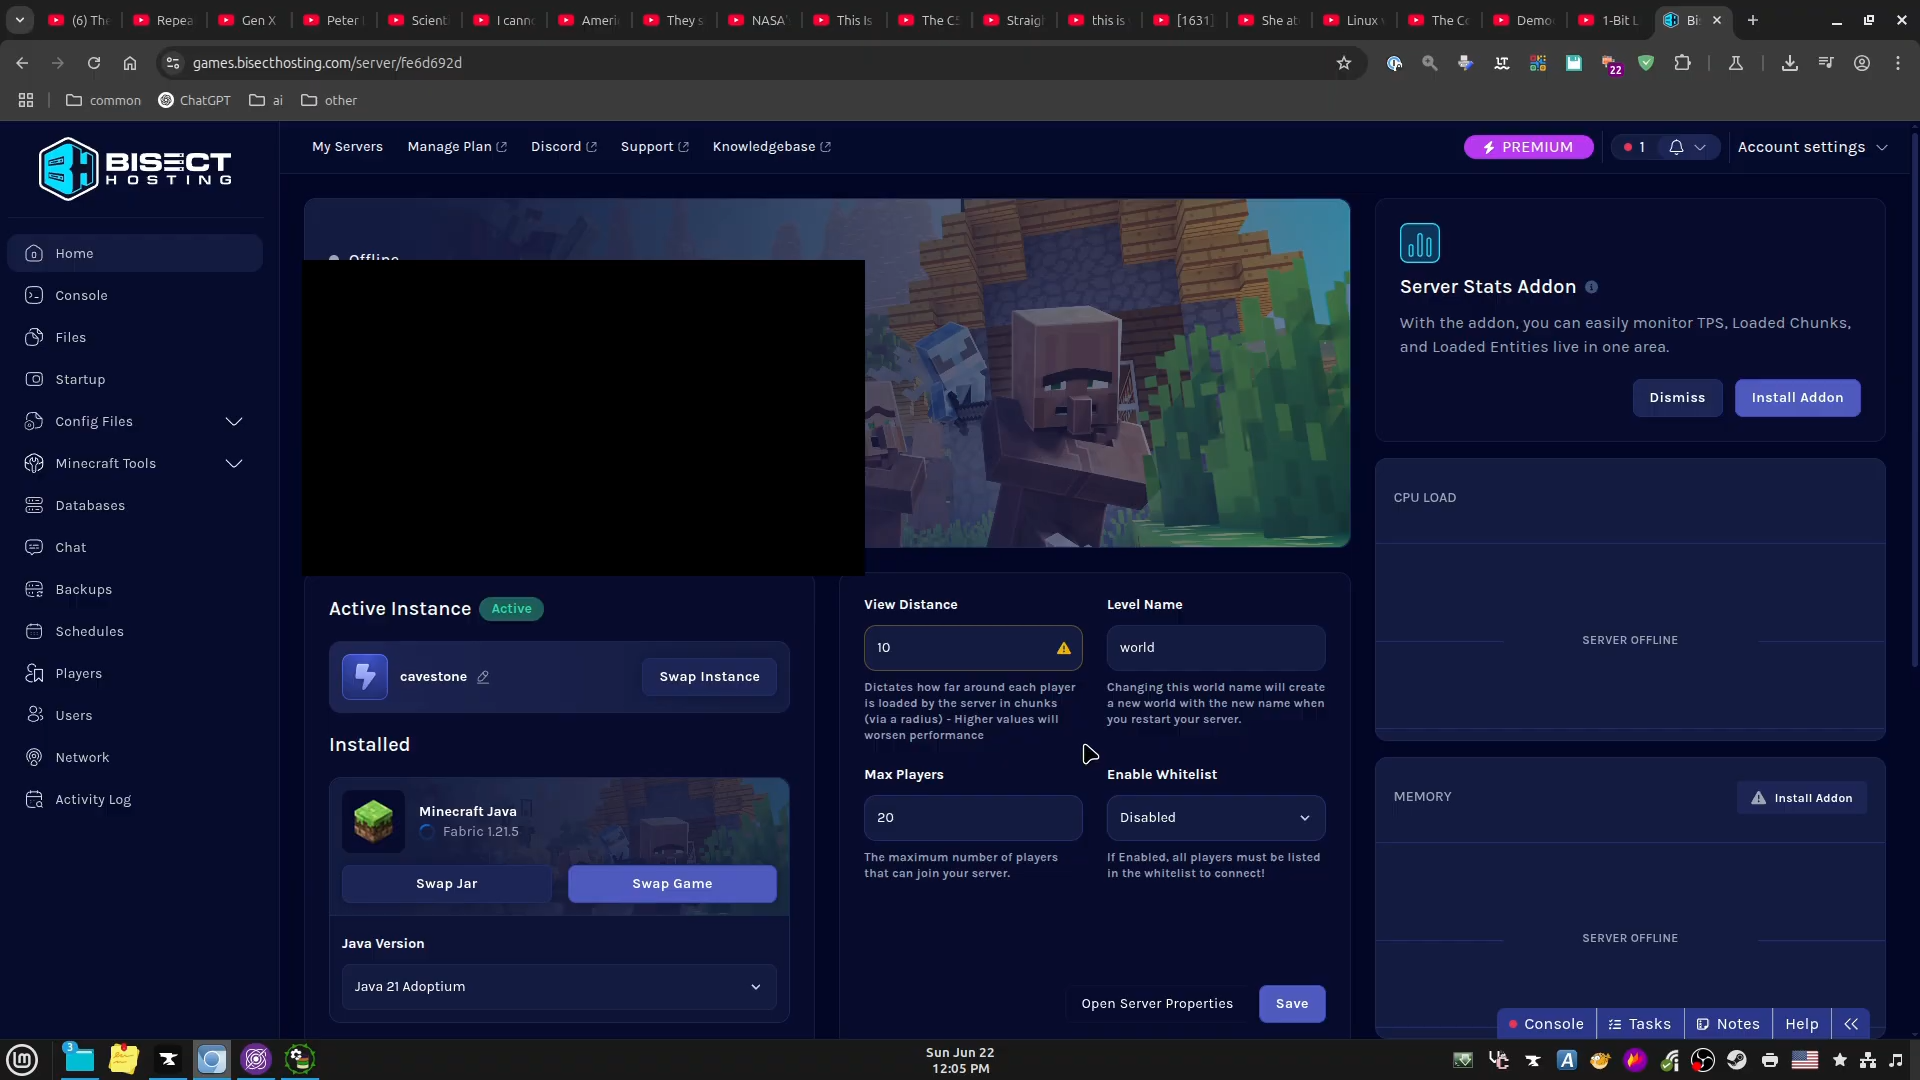 (6) The
Repea
Gen X
Peter
Scient
I cann
Ameri
They s
NASA'
This Is
The CS
Straig
this is
[1631]
She at
Linux
The Co
Demo
1-Bit L
Bi
games.bisecthosting.com/server/fe6d692d
22
common
ChatGPT
ai
other
BISECT
HOSTING
My Servers
Manage Plan
Discord
Support
Knowledgebase
PREMIUM
1
Account settings
Home
Console
Files
Startup
Config Files
Minecraft Tools
Databases
Chat
Backups
Schedules
Players
Users
Network
Activity Log
Offline
Server Stats Addon
With the addon, you can easily monitor TPS, Loaded Chunks,
and Loaded Entities live in one area.
Dismiss
Install Addon
CPU LOAD
SERVER OFFLINE
MEMORY
Install Addon
SERVER OFFLINE
Active Instance
Active
cavestone
Swap Instance
Installed
Minecraft Java
Fabric 1.21.5
Swap Jar
Swap Game
Java Version
Java 21 Adoptium
View Distance
10
Dictates how far around each player
is loaded by the server in chunks
(via a radius) - Higher values will
worsen performance
Level Name
world
Changing this world name will create
a new world with the new name when
you restart your server.
Max Players
20
The maximum number of players
that can join your server.
Enable Whitelist
Disabled
If Enabled, all players must be listed
in the whitelist to connect!
Open Server Properties
Save
Console
Tasks
Notes
Help
3
Sun Jun 22
12:05 PM